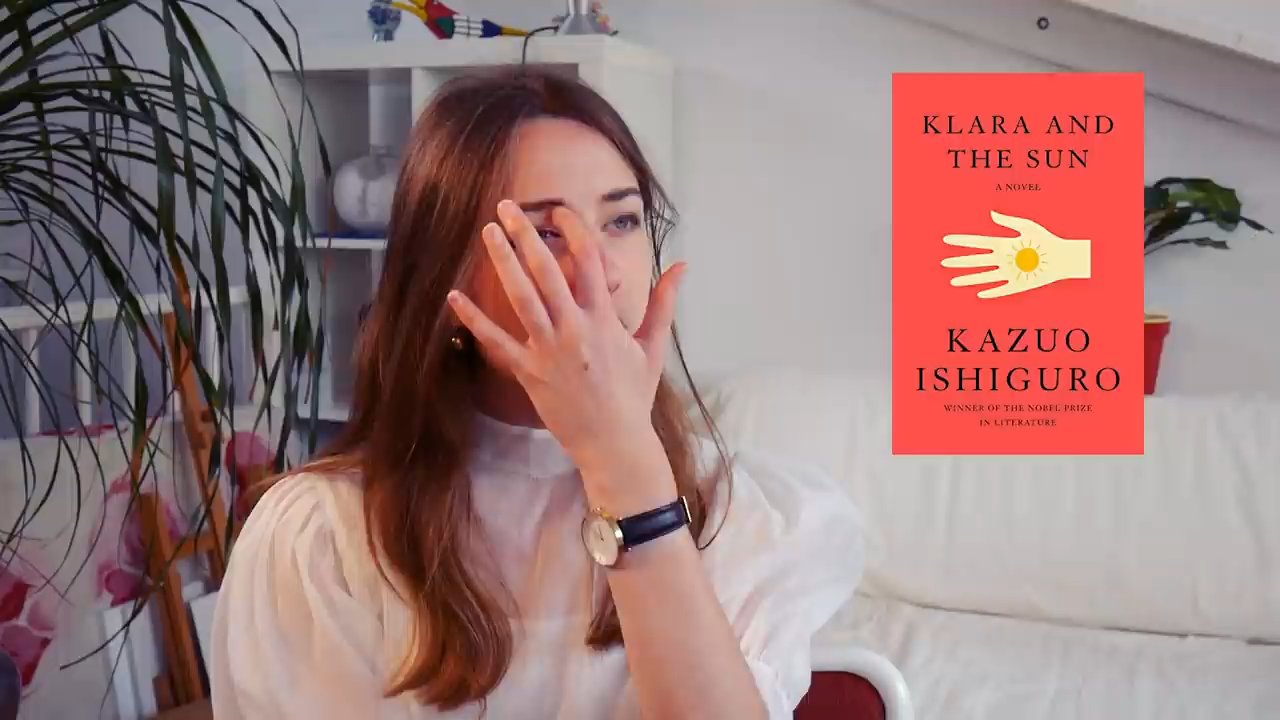 KLARA AND
THE SUN
A NOVEL
KAZUO
ISHIGURO
WINNER OF THE NOBEL PRIZE
IN LITERATURE